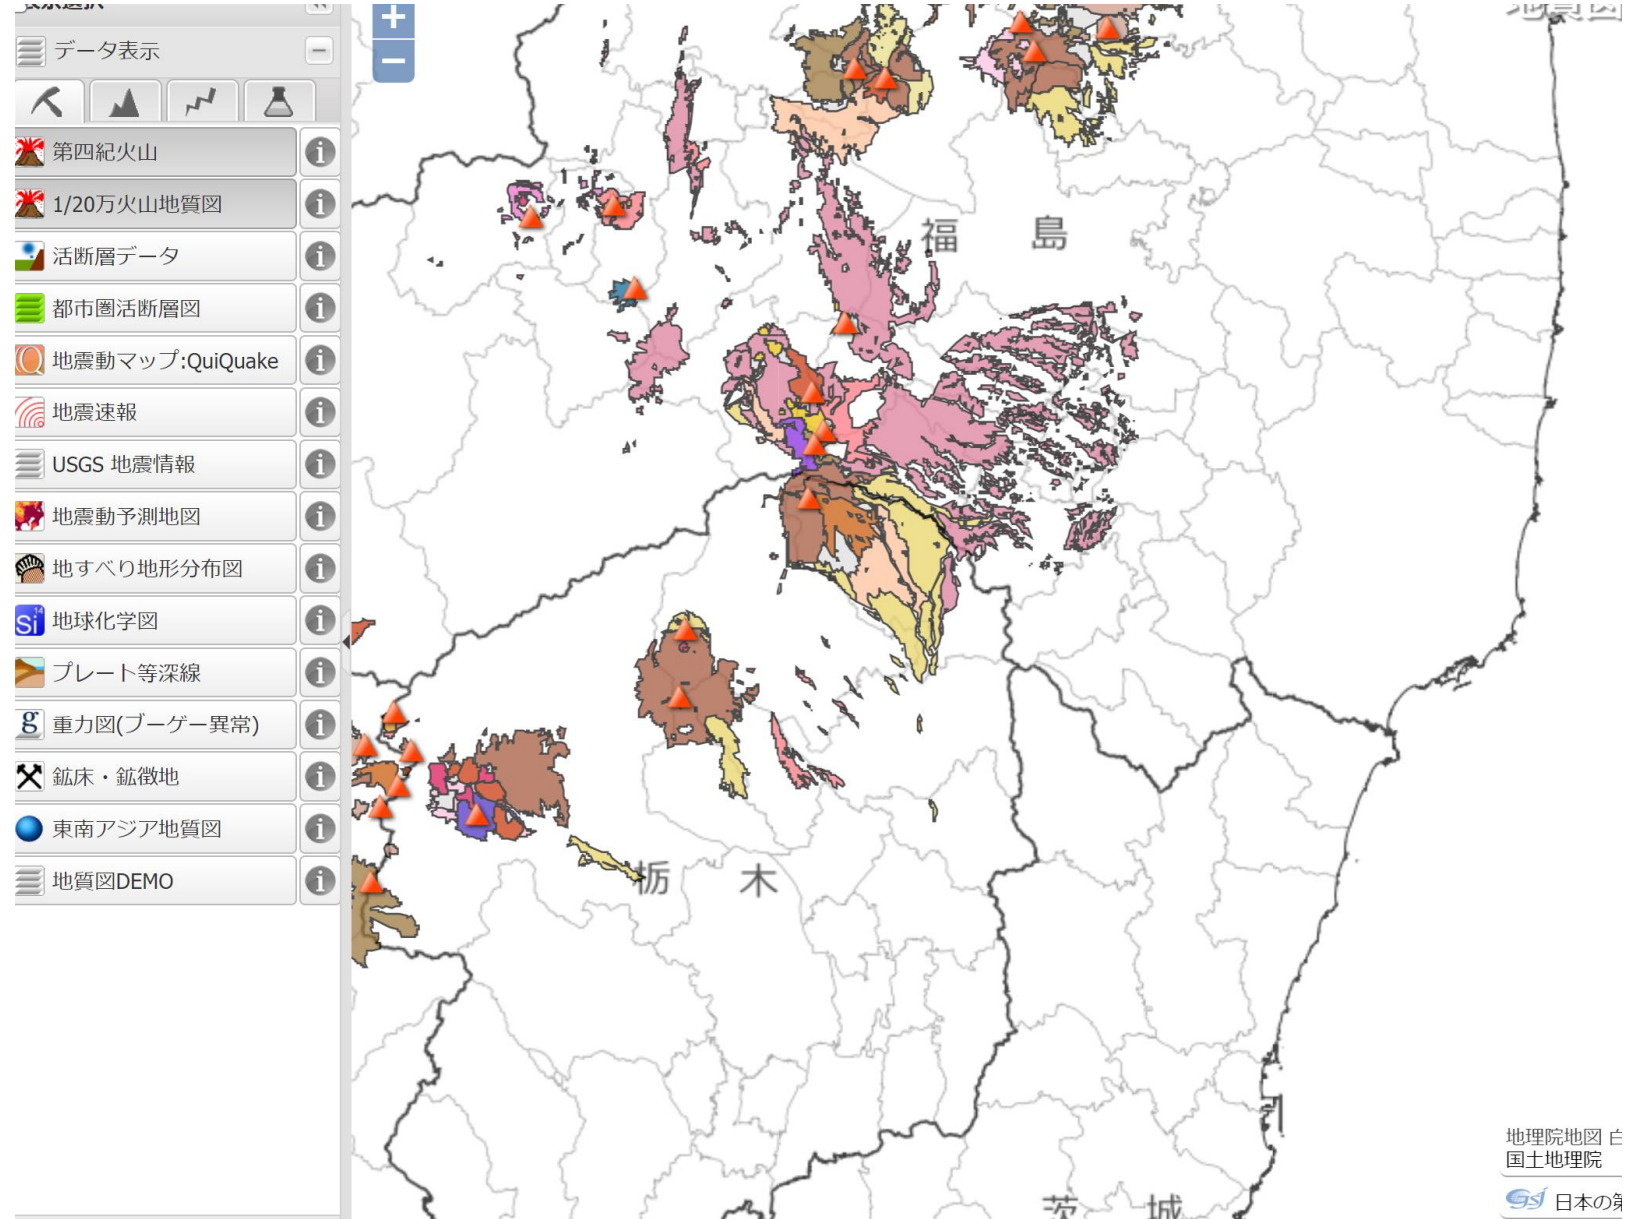 データ表示
第四紀火山
1/20万火山地質図
活断層データ
都市圏活断層図
地震動マップ:QuiQuake
地震速報
USGS 地震情報
地震動予測地図
地すべり地形分布図
Si
地球化学図
プレート等深線
g
重力図(ブーゲー異常)
鉱床・鉱徴地
東南アジア地質図
地質図DEMO
福島
栃木
茨城
地理院地図
国土地理院
GSJ
日本の